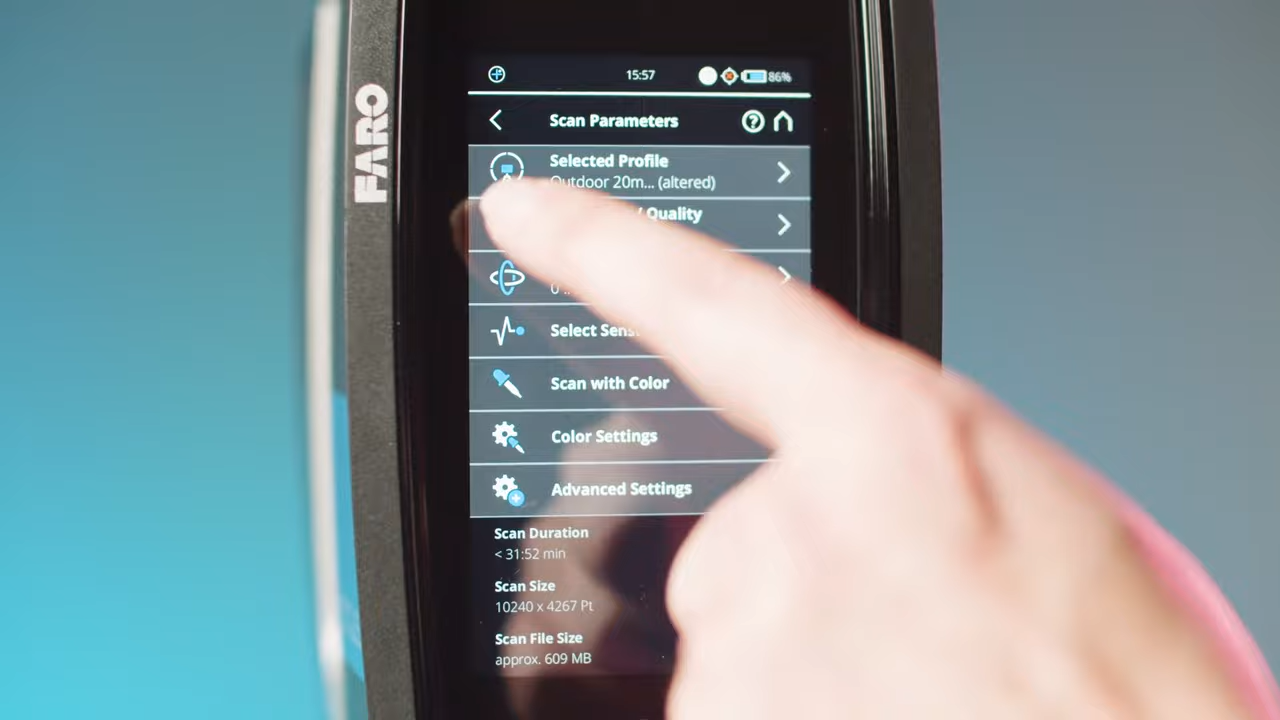 FARO
15:57
86%
Scan Parameters
Selected Profile
Outdoor 20m... (altered)
/ Quality
0...
Select
Scan with Color
Color Settings
Advanced Settings
Scan Duration
< 31:52 min
Scan Size
10240 x 4267 Pt
Scan File Size
approx. 609 MB